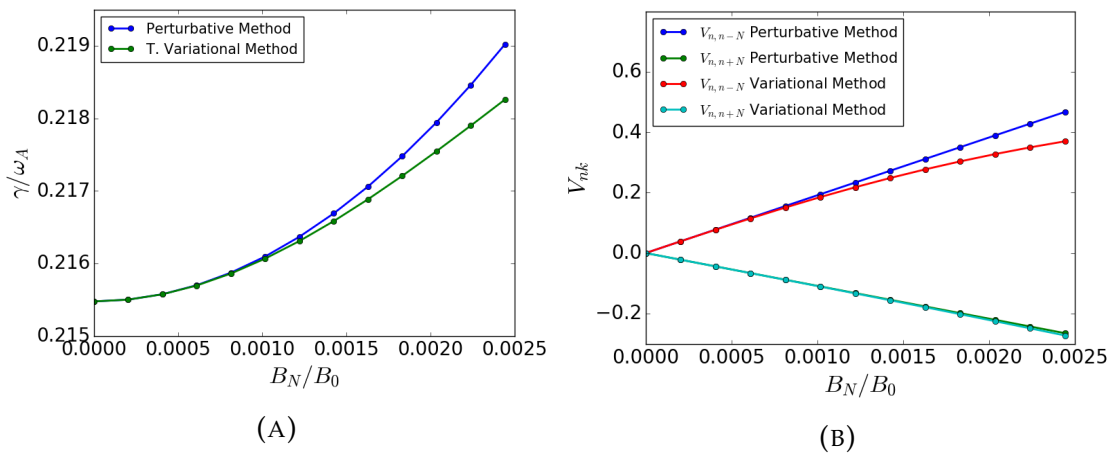 Perturbative Method
T. Variational Method
γ/ω_A
0.219
0.218
0.217
0.216
0.215
0.0000 0.0005 0.0010 0.0015 0.0020 0.0025
B_N/B_0
(A)
V_{n,n−N} Perturbative Method
V_{n,n+N} Perturbative Method
V_{n,n−N} Variational Method
V_{n,n+N} Variational Method
V_{nk}
0.6
0.4
0.2
0.0
−0.2
0.0000 0.0005 0.0010 0.0015 0.0020 0.0025
B_N/B_0
(B)